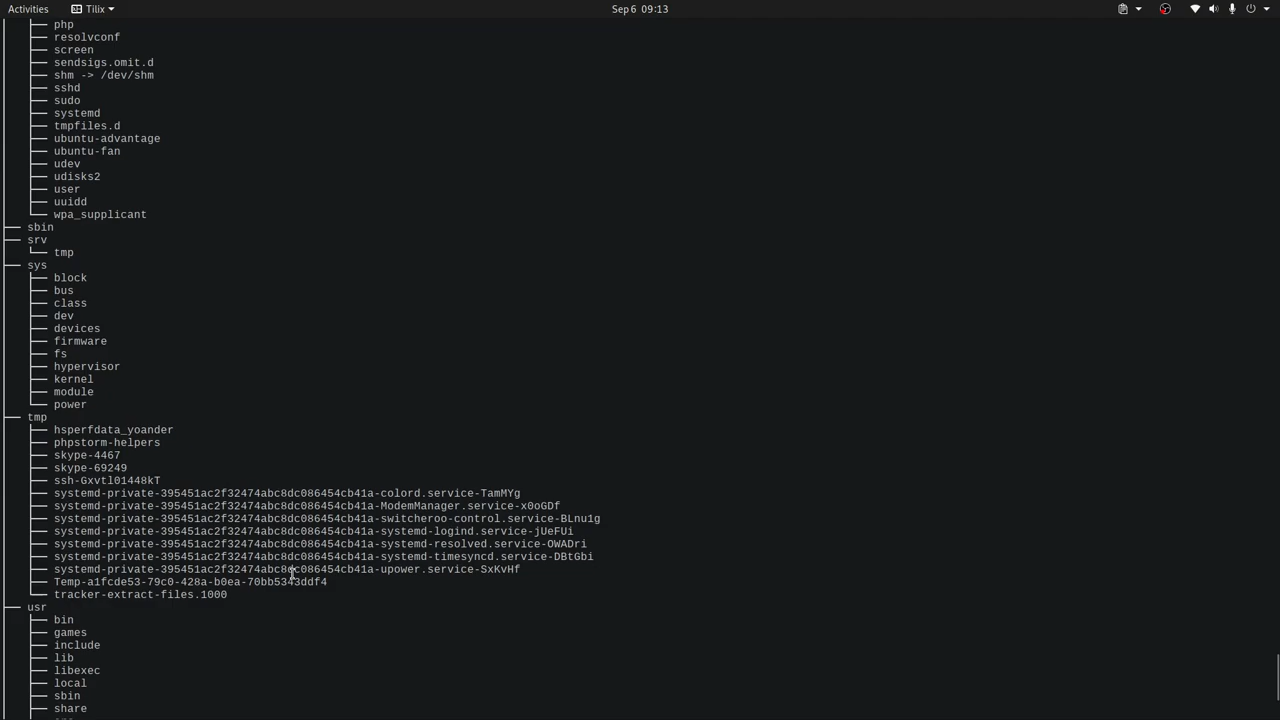 Activities Tilix Sep 6 09:13
php
resolvconf
screen
sendsigs.omit.d
shm -> /dev/shm
sshd
sudo
systemd
tmpfiles.d
ubuntu-advantage
ubuntu-fan
udev
udisks2
user
uuidd
wpa_supplicant
sbin
srv
tmp
sys
block
bus
class
dev
devices
firmware
fs
hypervisor
kernel
module
power
tmp
hsperfdata_yoander
phpstorm-helpers
skype-4467
skype-69249
ssh-Gxvtl01448kT
systemd-private-395451ac2f32474abc8dc086454cb41a-colord.service-TamMYg
systemd-private-395451ac2f32474abc8dc086454cb41a-ModemManager.service-x0oGDf
systemd-private-395451ac2f32474abc8dc086454cb41a-switcheroo-control.service-BLnu1g
systemd-private-395451ac2f32474abc8dc086454cb41a-systemd-logind.service-jUeFUi
systemd-private-395451ac2f32474abc8dc086454cb41a-systemd-resolved.service-OWADri
systemd-private-395451ac2f32474abc8dc086454cb41a-systemd-timesyncd.service-DBtGbi
systemd-private-395451ac2f32474abc8dc086454cb41a-upower.service-SxKvHf
Temp-a1fcde53-79c0-428a-b0ea-70bb5343ddf4
tracker-extract-files.1000
usr
bin
games
include
lib
libexec
local
sbin
share